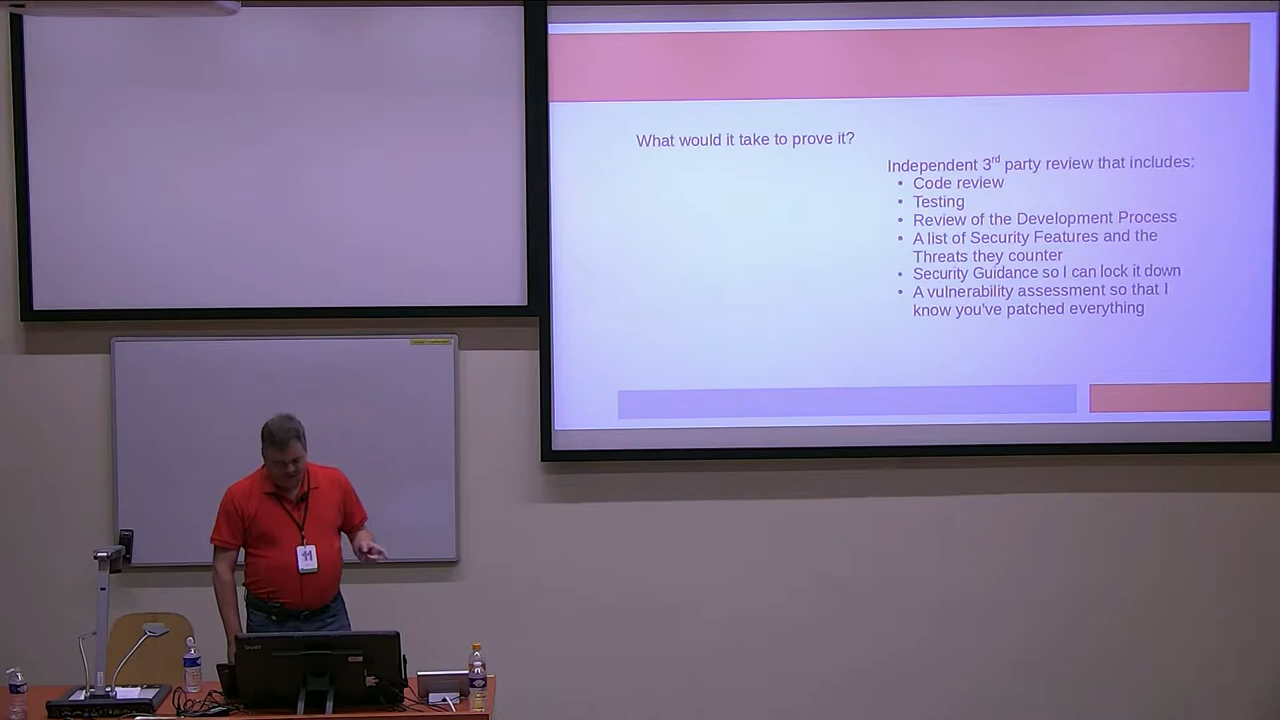 What would it take to prove it?
Independent 3rd party review that includes:
• Code review
• Testing
• Review of the Development Process
• A list of Security Features and the
Threats they counter
• Security Guidance so I can lock it down
• A vulnerability assessment so that I
know you've patched everything